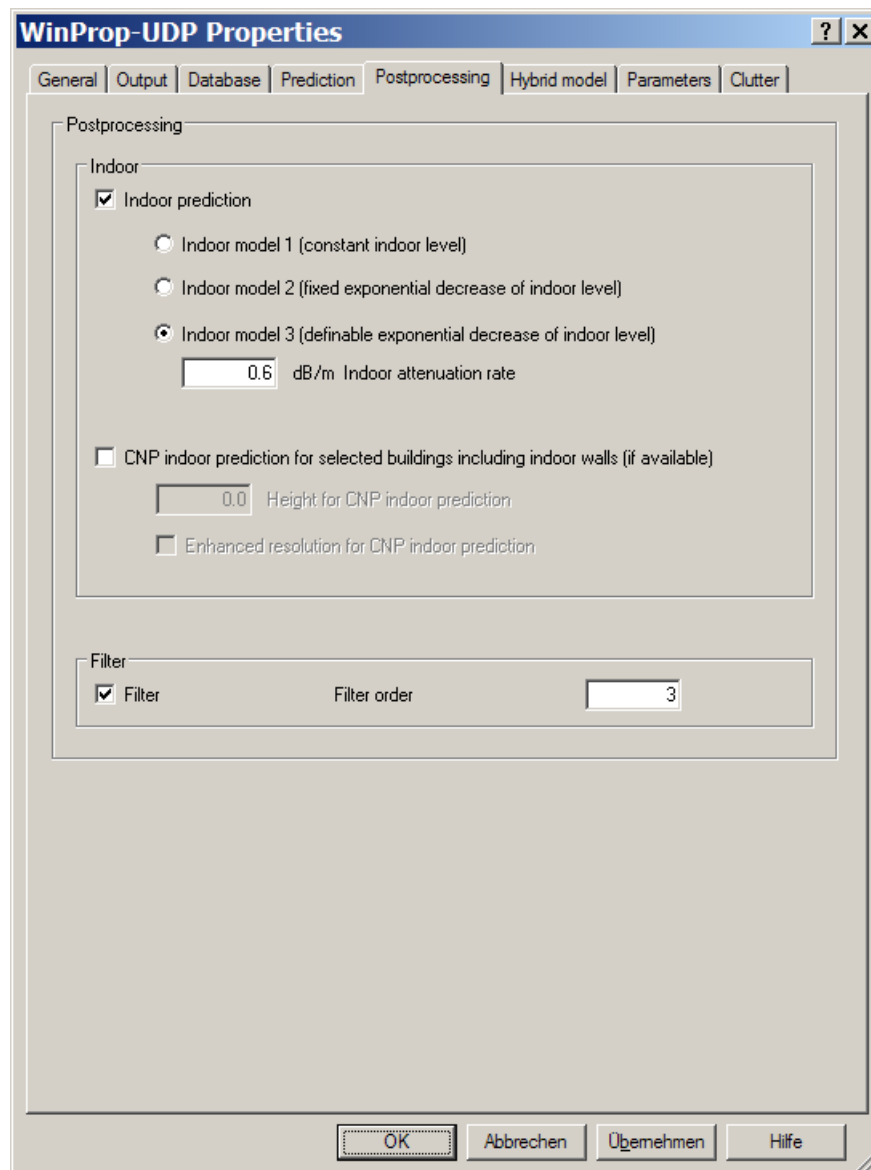 WinProp-UDP Properties
General Output Database Prediction Postprocessing Hybrid model Parameters Clutter
Postprocessing
Indoor
Indoor prediction
Indoor model 1 (constant indoor level)
Indoor model 2 (fixed exponential decrease of indoor level)
Indoor model 3 (definable exponential decrease of indoor level)
0.6 dB/m Indoor attenuation rate
CNP indoor prediction for selected buildings including indoor walls (if available)
0.0 Height for CNP indoor prediction
Enhanced resolution for CNP indoor prediction
Filter
Filter Filter order 3
OK Abbrechen Übernehmen Hilfe